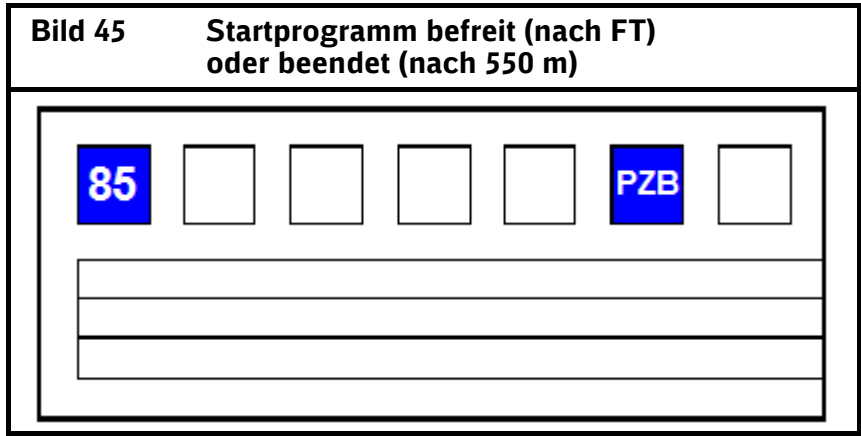 Bild 45 Startprogramm befreit (nach FT)
oder beendet (nach 550 m)
85 PZB